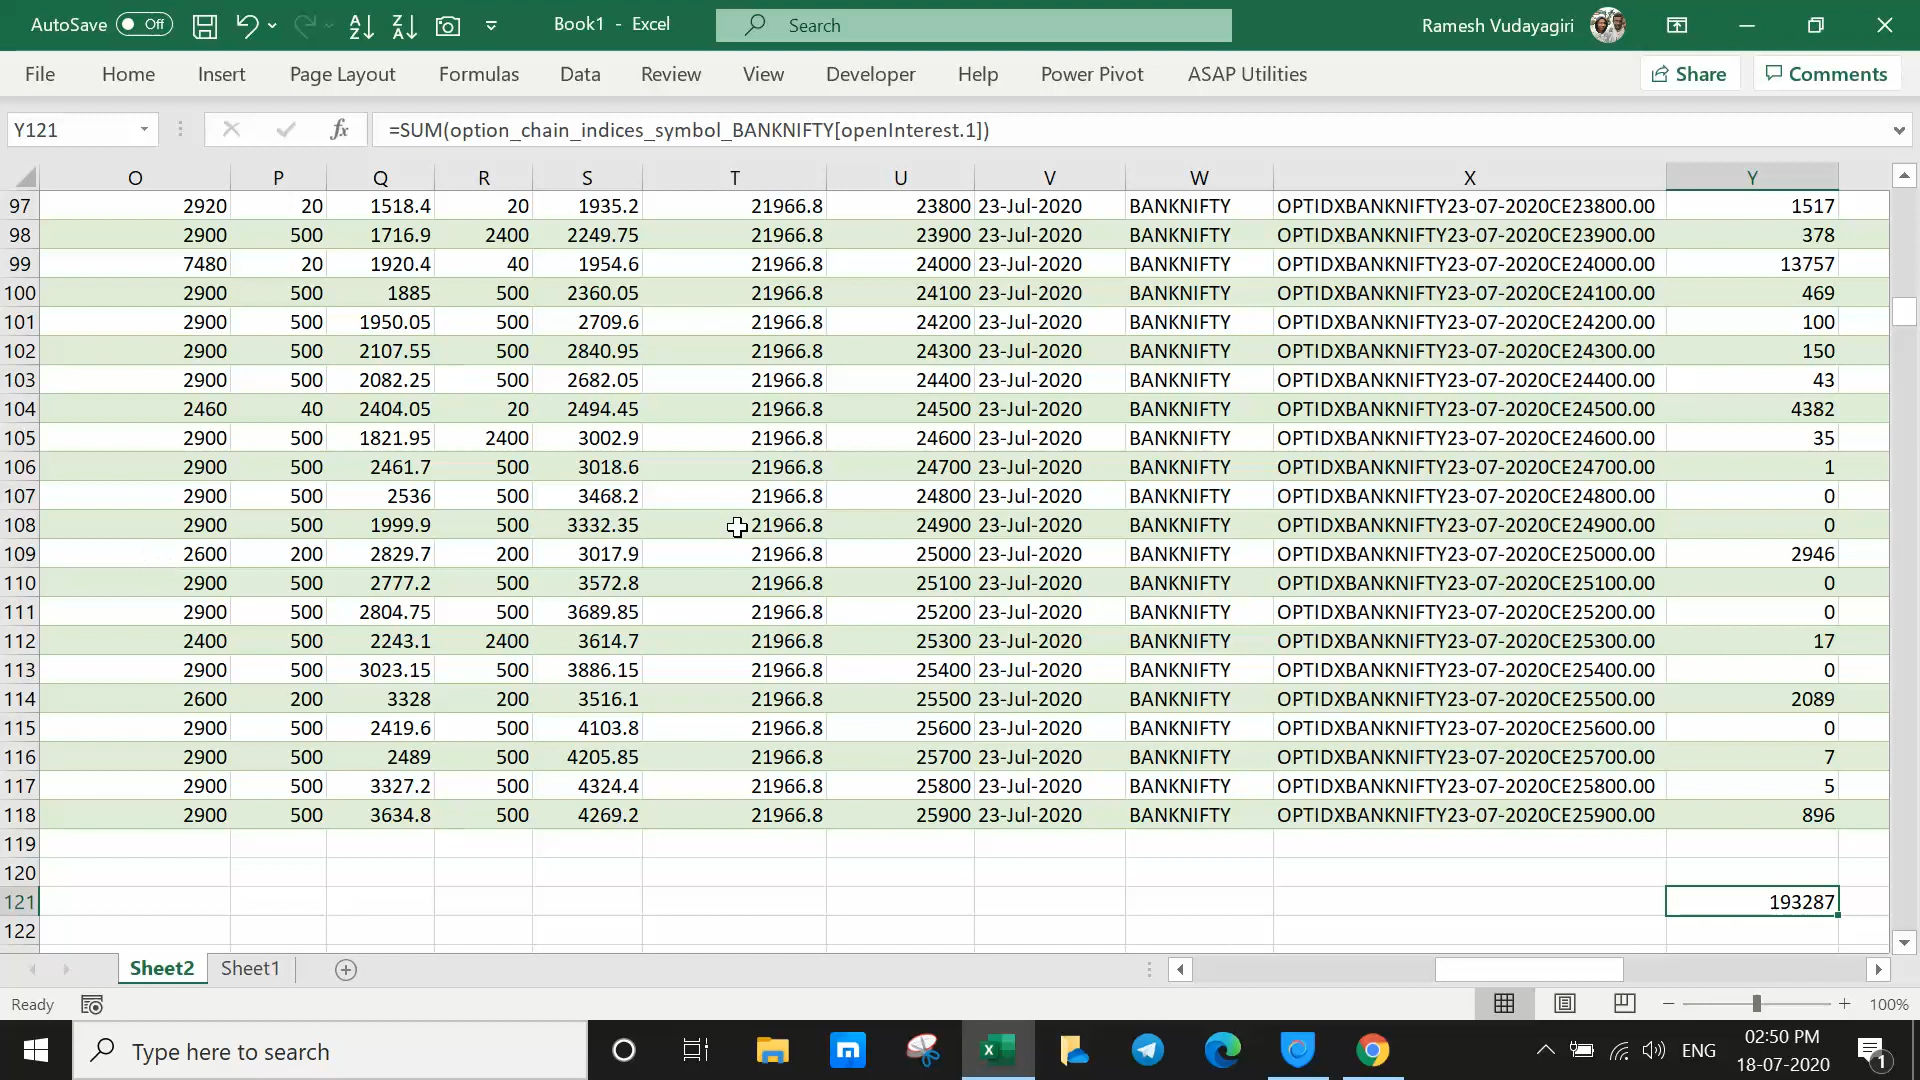 AutoSave Off Book1 - Excel Search Ramesh Vudayagiri
File Home Insert Page Layout Formulas Data Review View Developer Help Power Pivot ASAP Utilities Share Comments
Y121 fx =SUM(option_chain_indices_symbol_BANKNIFTY[openInterest.1])
O P Q R S T U V W X Y
97 2920 20 1518.4 20 1935.2 21966.8 23800 23-Jul-2020 BANKNIFTY OPTIDXBANKNIFTY23-07-2020CE23800.00 1517
98 2900 500 1716.9 2400 2249.75 21966.8 23900 23-Jul-2020 BANKNIFTY OPTIDXBANKNIFTY23-07-2020CE23900.00 378
99 7480 20 1920.4 40 1954.6 21966.8 24000 23-Jul-2020 BANKNIFTY OPTIDXBANKNIFTY23-07-2020CE24000.00 13757
100 2900 500 1885 500 2360.05 21966.8 24100 23-Jul-2020 BANKNIFTY OPTIDXBANKNIFTY23-07-2020CE24100.00 469
101 2900 500 1950.05 500 2709.6 21966.8 24200 23-Jul-2020 BANKNIFTY OPTIDXBANKNIFTY23-07-2020CE24200.00 100
102 2900 500 2107.55 500 2840.95 21966.8 24300 23-Jul-2020 BANKNIFTY OPTIDXBANKNIFTY23-07-2020CE24300.00 150
103 2900 500 2082.25 500 2682.05 21966.8 24400 23-Jul-2020 BANKNIFTY OPTIDXBANKNIFTY23-07-2020CE24400.00 43
104 2460 40 2404.05 20 2494.45 21966.8 24500 23-Jul-2020 BANKNIFTY OPTIDXBANKNIFTY23-07-2020CE24500.00 4382
105 2900 500 1821.95 2400 3002.9 21966.8 24600 23-Jul-2020 BANKNIFTY OPTIDXBANKNIFTY23-07-2020CE24600.00 35
106 2900 500 2461.7 500 3018.6 21966.8 24700 23-Jul-2020 BANKNIFTY OPTIDXBANKNIFTY23-07-2020CE24700.00 1
107 2900 500 2536 500 3468.2 21966.8 24800 23-Jul-2020 BANKNIFTY OPTIDXBANKNIFTY23-07-2020CE24800.00 0
108 2900 500 1999.9 500 3332.35 21966.8 24900 23-Jul-2020 BANKNIFTY OPTIDXBANKNIFTY23-07-2020CE24900.00 0
109 2600 200 2829.7 200 3017.9 21966.8 25000 23-Jul-2020 BANKNIFTY OPTIDXBANKNIFTY23-07-2020CE25000.00 2946
110 2900 500 2777.2 500 3572.8 21966.8 25100 23-Jul-2020 BANKNIFTY OPTIDXBANKNIFTY23-07-2020CE25100.00 0
111 2900 500 2804.75 500 3689.85 21966.8 25200 23-Jul-2020 BANKNIFTY OPTIDXBANKNIFTY23-07-2020CE25200.00 0
112 2400 500 2243.1 2400 3614.7 21966.8 25300 23-Jul-2020 BANKNIFTY OPTIDXBANKNIFTY23-07-2020CE25300.00 17
113 2900 500 3023.15 500 3886.15 21966.8 25400 23-Jul-2020 BANKNIFTY OPTIDXBANKNIFTY23-07-2020CE25400.00 0
114 2600 200 3328 200 3516.1 21966.8 25500 23-Jul-2020 BANKNIFTY OPTIDXBANKNIFTY23-07-2020CE25500.00 2089
115 2900 500 2419.6 500 4103.8 21966.8 25600 23-Jul-2020 BANKNIFTY OPTIDXBANKNIFTY23-07-2020CE25600.00 0
116 2900 500 2489 500 4205.85 21966.8 25700 23-Jul-2020 BANKNIFTY OPTIDXBANKNIFTY23-07-2020CE25700.00 7
117 2900 500 3327.2 500 4324.4 21966.8 25800 23-Jul-2020 BANKNIFTY OPTIDXBANKNIFTY23-07-2020CE25800.00 5
118 2900 500 3634.8 500 4269.2 21966.8 25900 23-Jul-2020 BANKNIFTY OPTIDXBANKNIFTY23-07-2020CE25900.00 896
119
120
121 193287
122
Sheet2 Sheet1
Ready 100%
Type here to search ENG 02:50 PM
18-07-2020 1